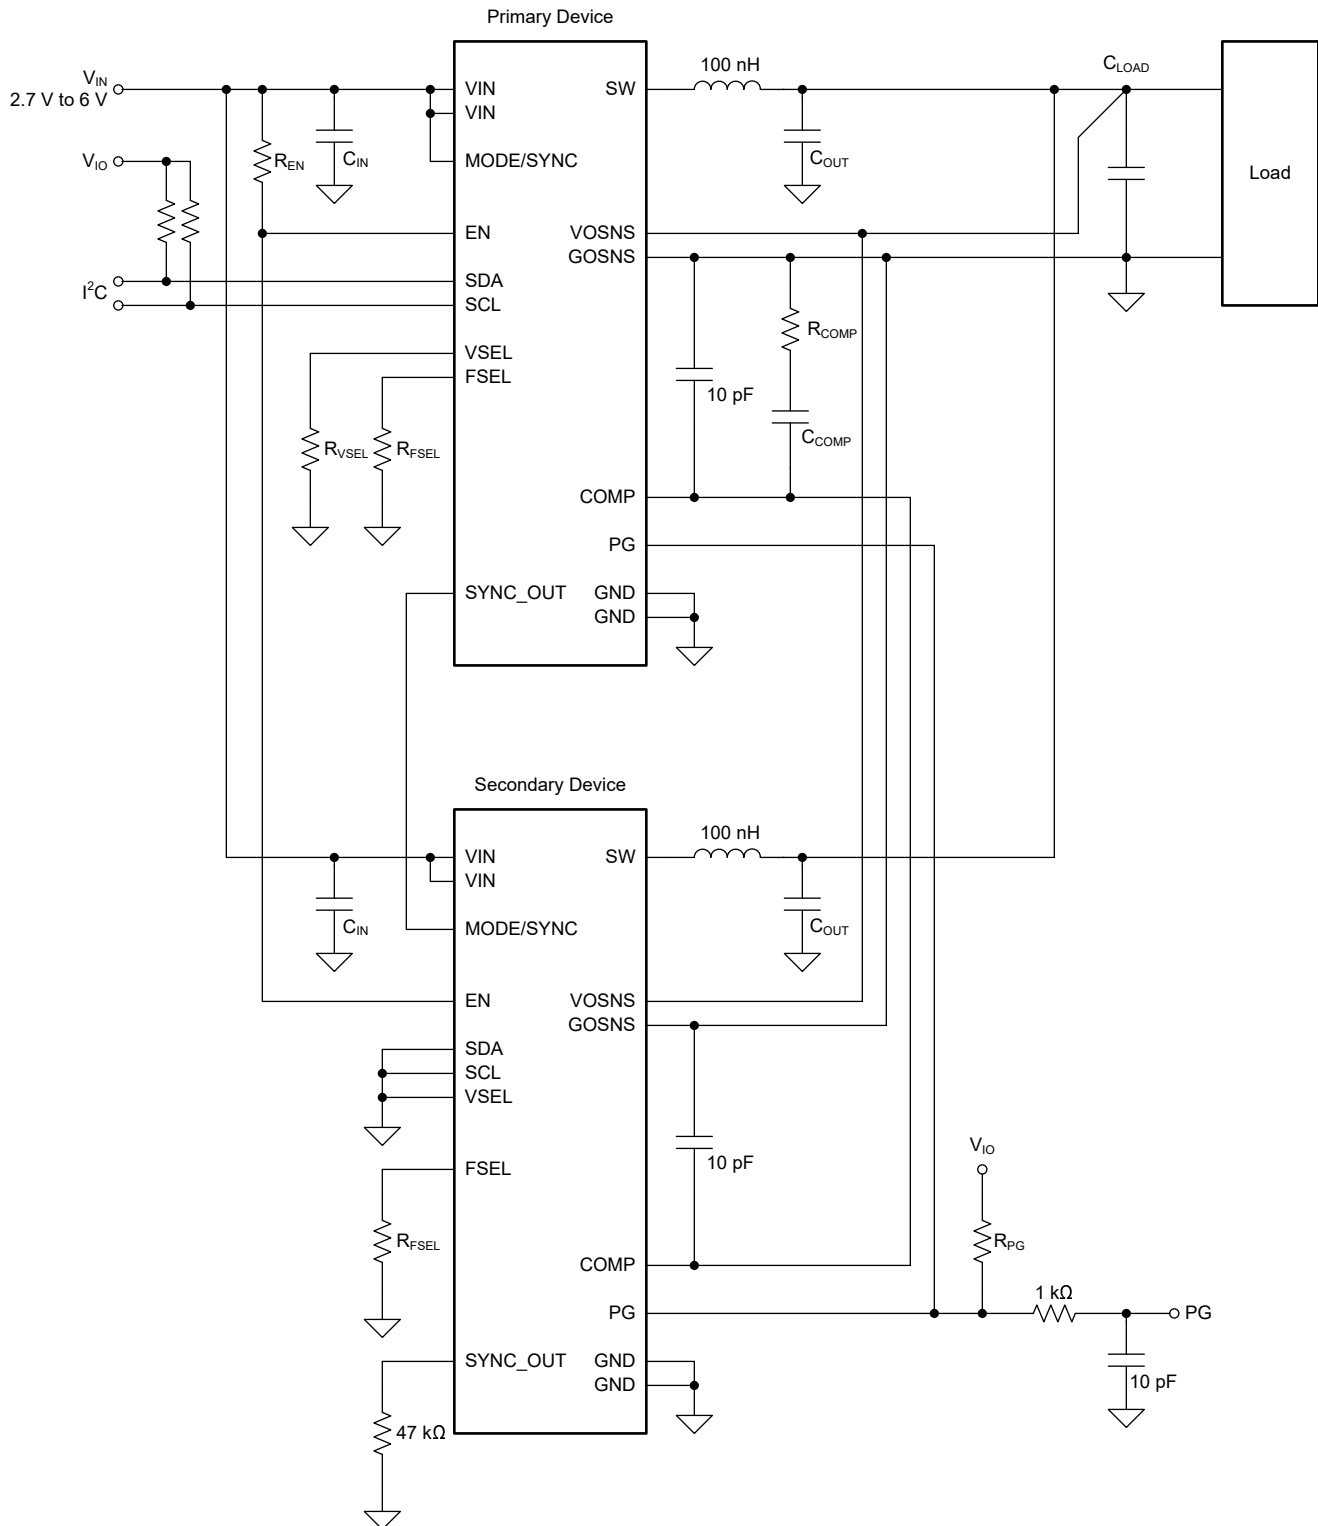 Primary Device
V_IN
2.7 V to 6 V
V_IO
I²C
R_EN
C_IN
VIN
VIN
MODE/SYNC
EN
SDA
SCL
VSEL
FSEL
R_VSEL
R_FSEL
SYNC_OUT
SW
VOSNS
GOSNS
COMP
PG
GND
GND
100 nH
C_OUT
C_LOAD
Load
10 pF
R_COMP
C_COMP
Secondary Device
VIN
VIN
MODE/SYNC
EN
SDA
SCL
VSEL
FSEL
SYNC_OUT
C_IN
R_FSEL
47 kΩ
SW
VOSNS
GOSNS
COMP
PG
GND
GND
100 nH
C_OUT
10 pF
V_IO
R_PG
1 kΩ
PG
10 pF